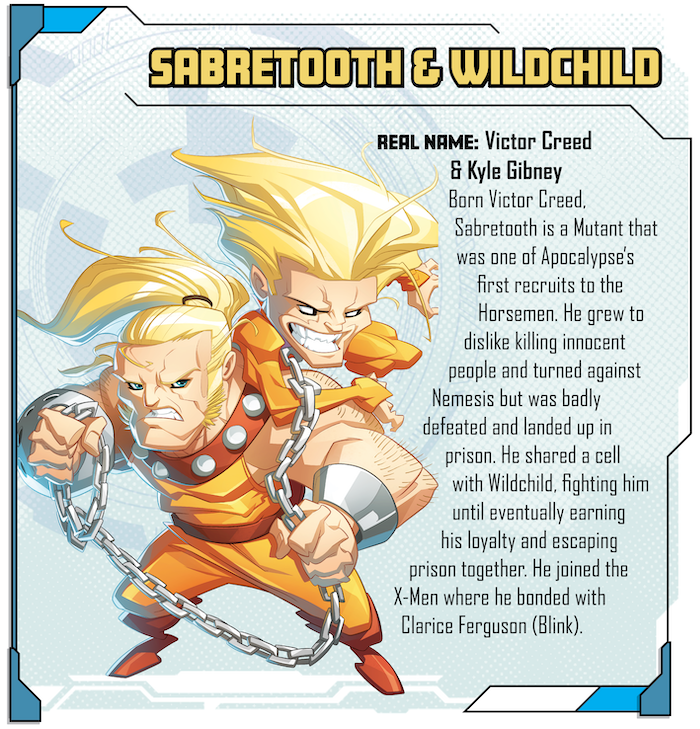 SABRETOOTH & WILDCHILD
REAL NAME: Victor Creed
& Kyle Gibney
Born Victor Creed,
Sabretooth is a Mutant that
was one of Apocalypse's
first recruits to the
Horsemen. He grew to
dislike killing innocent
people and turned against
Nemesis but was badly
defeated and landed up in
prison. He shared a cell
with Wildchild, fighting him
until eventually earning
his loyalty and escaping
prison together. He joined the
X-Men where he bonded with
Clarice Ferguson (Blink).